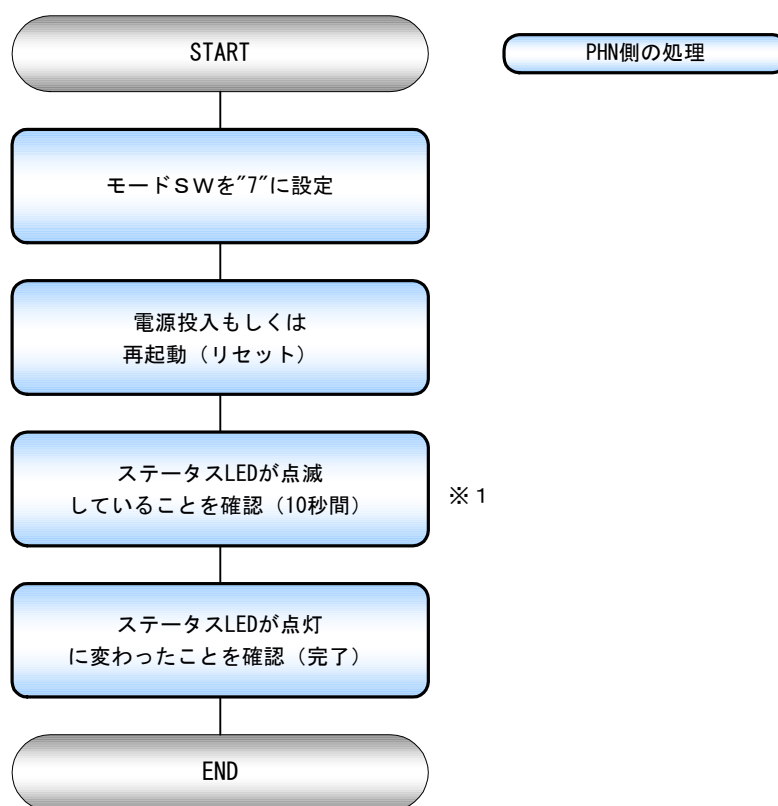 START
PHN側の処理
モードSWを"7"に設定
電源投入もしくは
再起動(リセット)
ステータスLEDが点滅
していることを確認(10秒間)
※1
ステータスLEDが点灯
に変わったことを確認(完了)
END